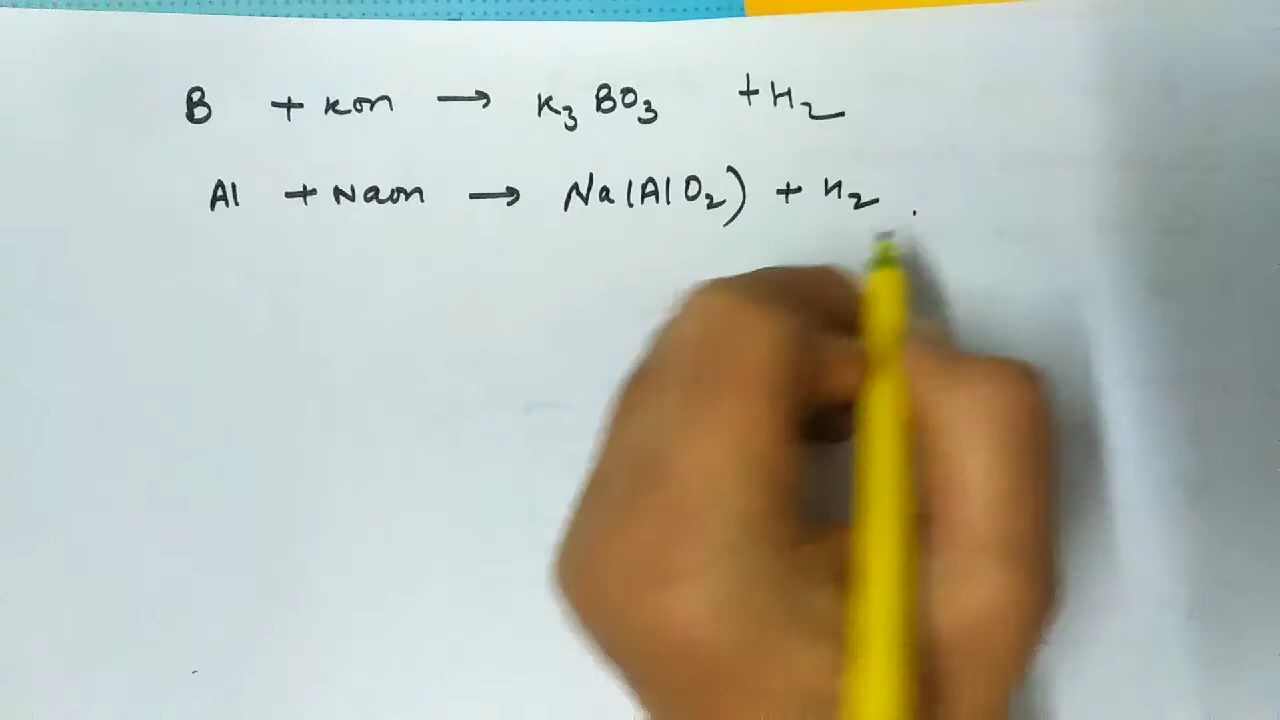 B + KOH → K₃BO₃ + H₂
Al + NaOH → Na(AlO₂) + H₂